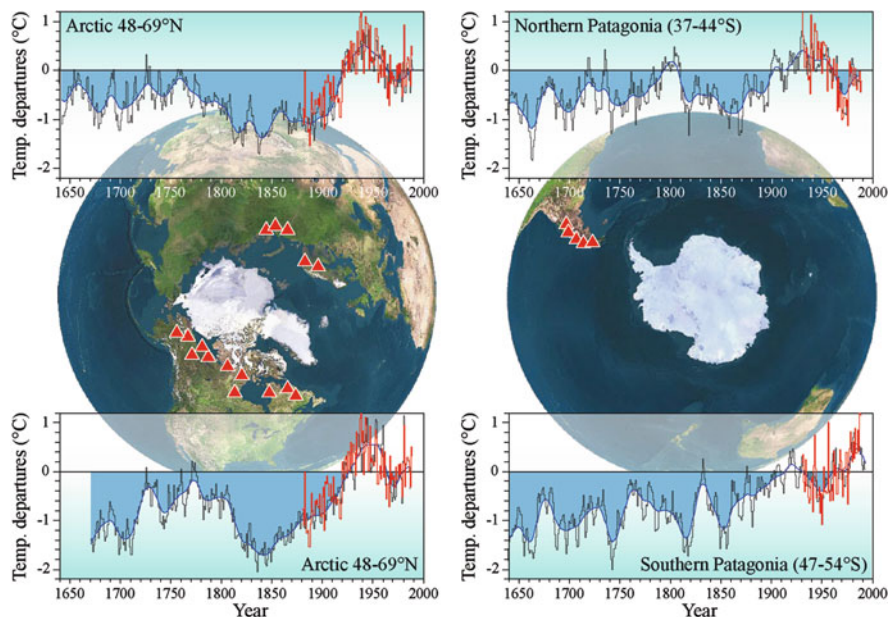 Arctic 48-69°N
Temp. departures (°C)
1
0
-1
-2
1650 1700 1750 1800 1850 1900 1950 2000
Northern Patagonia (37-44°S)
Temp. departures (°C)
1
0
-1
-2
1650 1700 1750 1800 1850 1900 1950 2000
Temp. departures (°C)
1
0
-1
-2
Arctic 48-69°N
1650 1700 1750 1800 1850 1900 1950 2000
Year
Temp. departures (°C)
1
0
-1
-2
Southern Patagonia (47-54°S)
1650 1700 1750 1800 1850 1900 1950 2000
Year